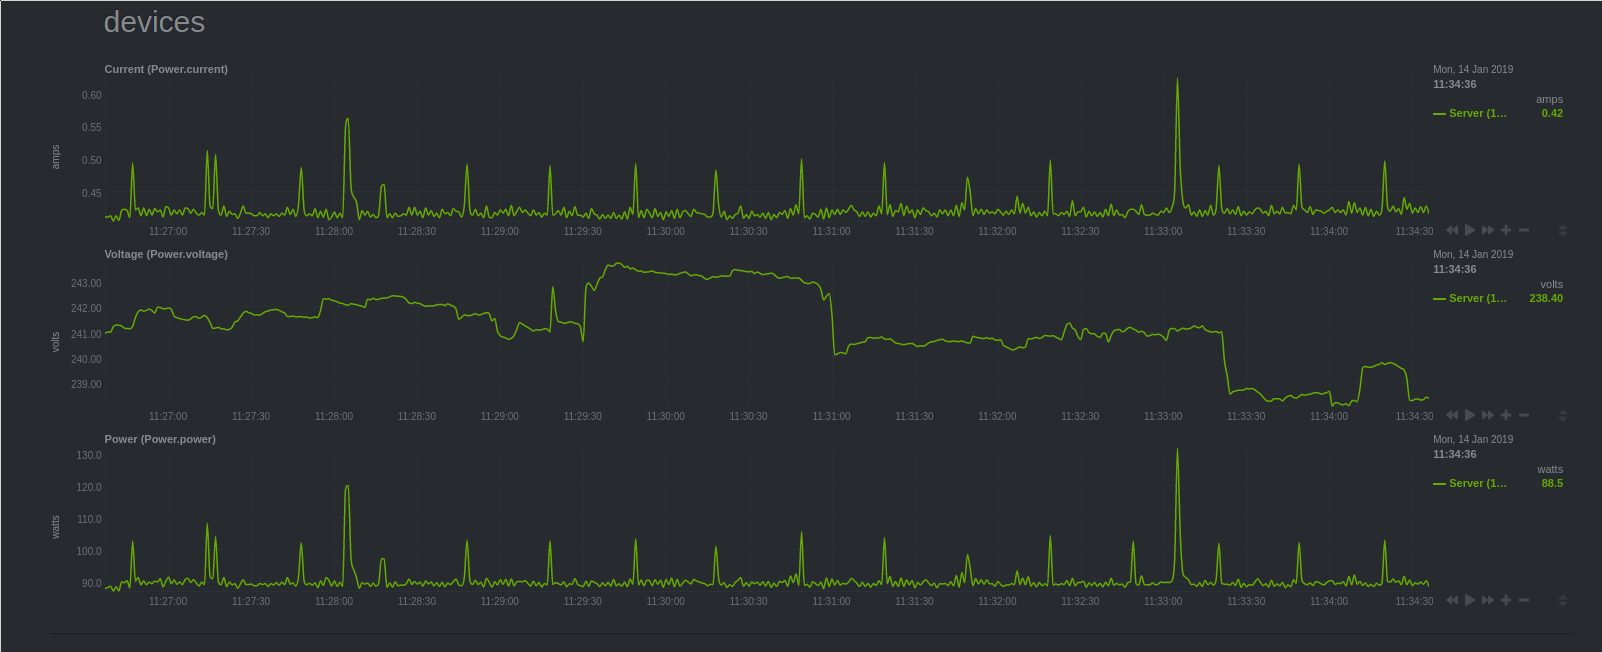 devices
Current (Power.current)
Mon, 14 Jan 2019
11:34:36
amps
Server (1... 0.42
amps
0.60
0.55
0.50
0.45
11:27:00 11:27:30 11:28:00 11:28:30 11:29:00 11:29:30 11:30:00 11:30:30 11:31:00 11:31:30 11:32:00 11:32:30 11:33:00 11:33:30 11:34:00 11:34:30
Voltage (Power.voltage)
Mon, 14 Jan 2019
11:34:36
volts
Server (1... 238.40
volts
243.00
242.00
241.00
240.00
239.00
11:27:00 11:27:30 11:28:00 11:28:30 11:29:00 11:29:30 11:30:00 11:30:30 11:31:00 11:31:30 11:32:00 11:32:30 11:33:00 11:33:30 11:34:00 11:34:30
Power (Power.power)
Mon, 14 Jan 2019
11:34:36
watts
Server (1... 88.5
watts
130.0
120.0
110.0
100.0
90.0
11:27:00 11:27:30 11:28:00 11:28:30 11:29:00 11:29:30 11:30:00 11:30:30 11:31:00 11:31:30 11:32:00 11:32:30 11:33:00 11:33:30 11:34:00 11:34:30